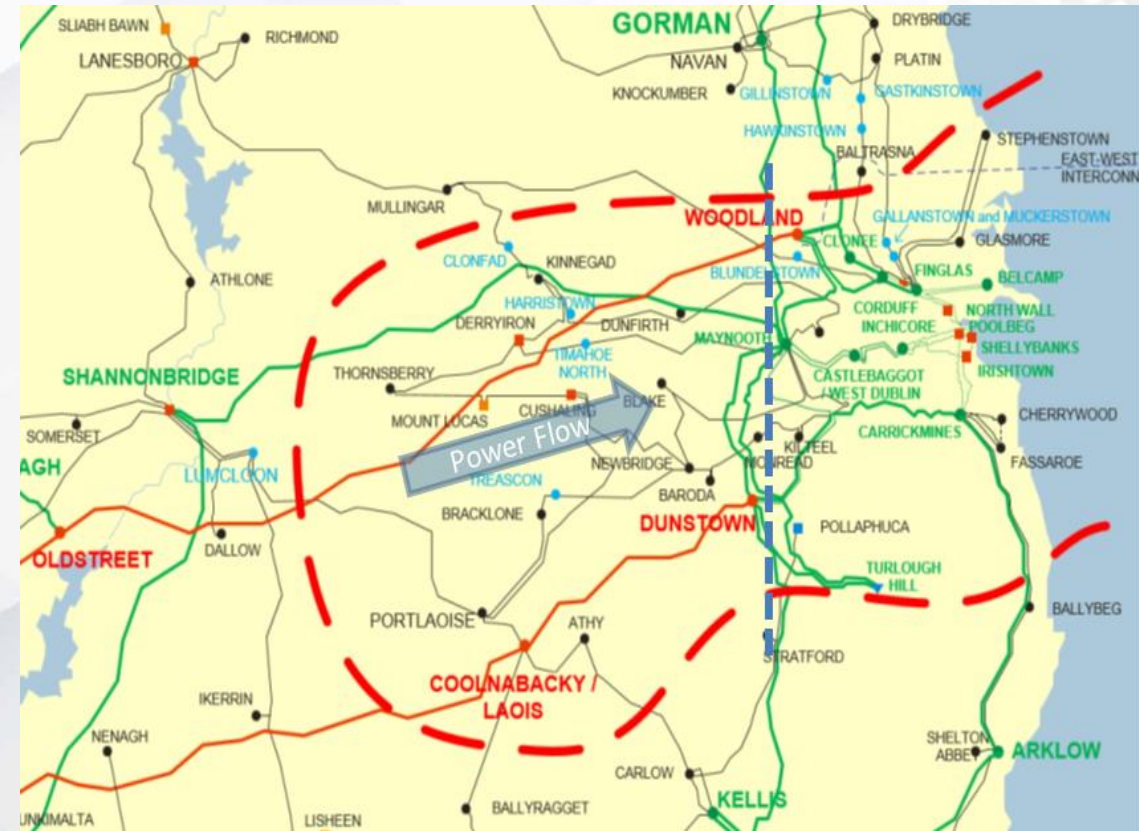 SLIABH BAWN
RICHMOND
LANESBORO
GORMAN
NAVAN
KNOCKUMBER
DRYBRIDGE
PLATIN
GILLINSTOWN
GASTKINSTOWN
HAWKINSTOWN
BALTRASNA
STEPHENSTOWN
EAST-WEST
INTERCONN
MULLINGAR
WOODLAND
GALLANSTOWN and MUCKERSTOWN
GLASMORE
CLONEE
CLONFAD
KINNEGAD
BLUNDELSTOWN
FINGLAS
BELCAMP
ATHLONE
HARRISTOWN
DERRYIRON
DUNFIRTH
CORDUFF
NORTH WALL
INCHICORE
POOLBEG
MAYNOOTH
SHELLYBANKS
IRISHTOWN
TIMAHOE
NORTH
THORNSBERRY
CASTLEBAGGOT
/ WEST DUBLIN
SHANNONBRIDGE
MOUNT LUCAS
CUSHALING
BLAKE
CHERRYWOOD
SOMERSET
CARRICKMINES
Power Flow
KILTEEL
MONREAD
FASSAROE
AGH
LUMCLOON
NEWBRIDGE
TREASCON
BARODA
BRACKLONE
DUNSTOWN
POLLAPHUCA
OLDSTREET
DALLOW
TURLOUGH
HILL
PORTLAOISE
ATHY
BALLYBEG
STRATFORD
COOLNABACKY /
LAOIS
IKERRIN
NENAGH
SHELTON
ABBEY
ARKLOW
CARLOW
BALLYRAGGET
KELLIS
UNKIMALTA
LISHEEN